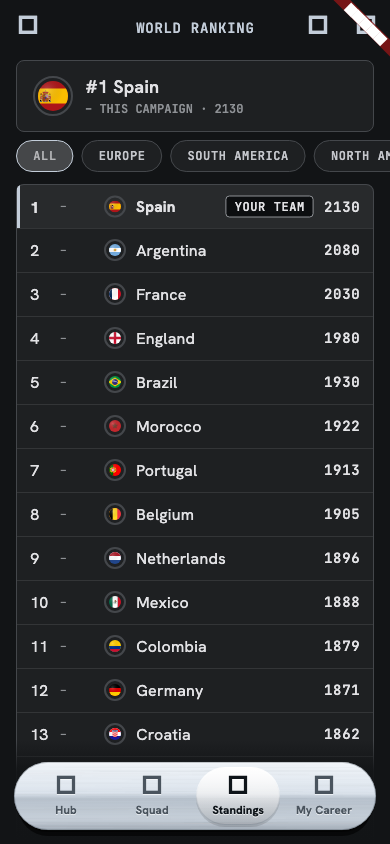 WORLD RANKING
#1 Spain
– THIS CAMPAIGN · 2130
ALL
EUROPE
SOUTH AMERICA
NORTH AM
1 – Spain YOUR TEAM 2130
2 – Argentina 2080
3 – France 2030
4 – England 1980
5 – Brazil 1930
6 – Morocco 1922
7 – Portugal 1913
8 – Belgium 1905
9 – Netherlands 1896
10 – Mexico 1888
11 – Colombia 1879
12 – Germany 1871
13 – Croatia 1862
Hub
Squad
Standings
My Career